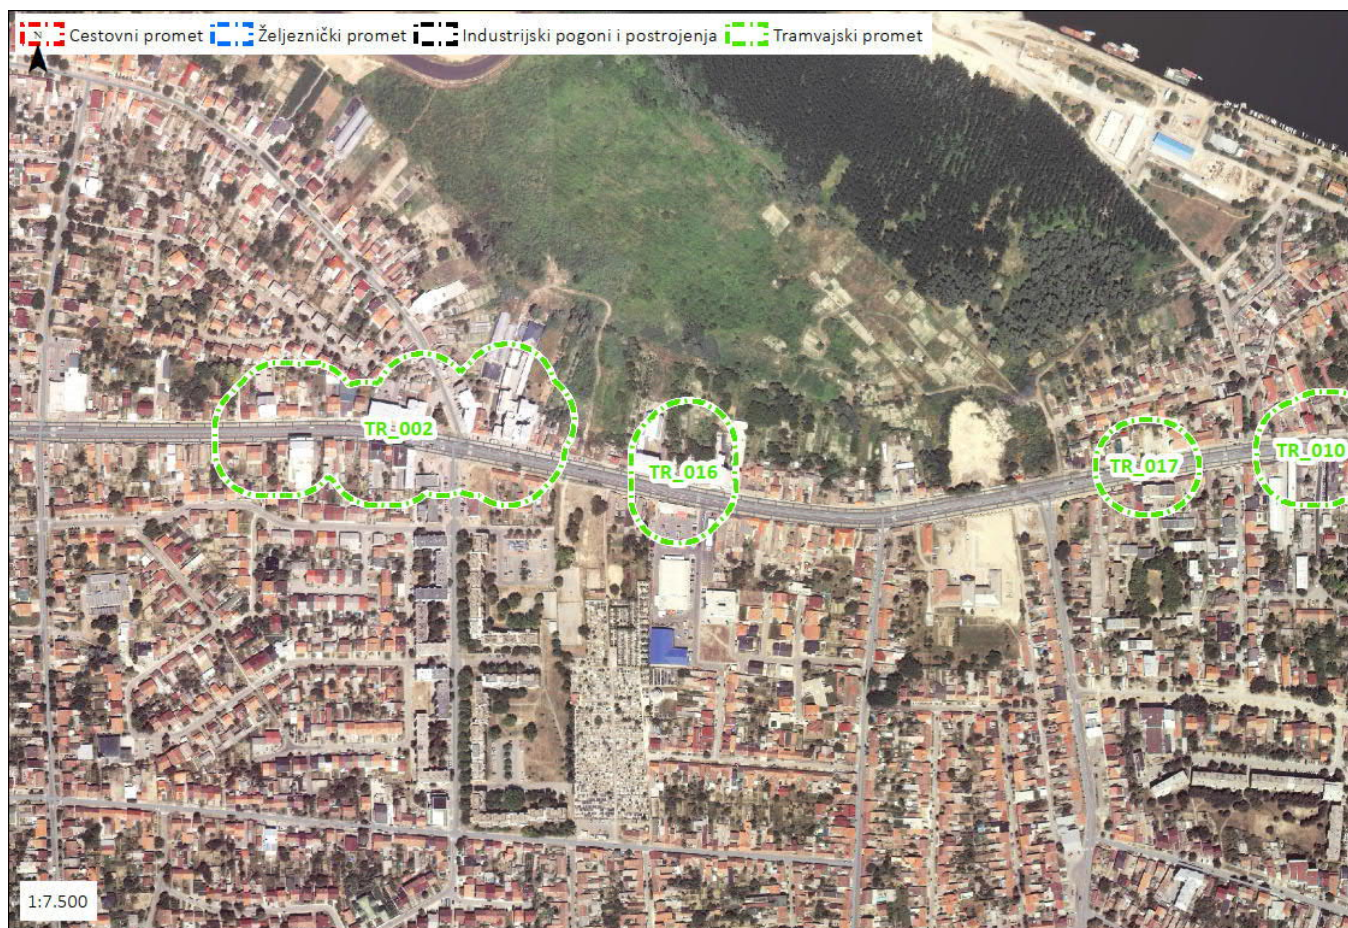 N
Cestovni promet Željeznički promet Industrijski pogoni i postrojenja Tramvajski promet
TR_002
TR_016
TR_017
TR_010
1:7.500